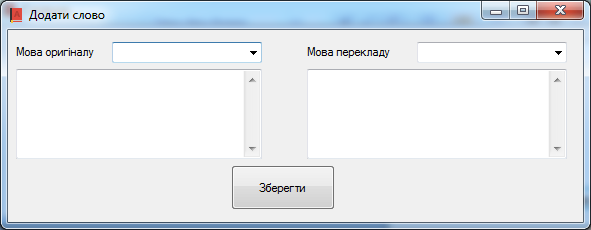 Додати слово
Мова оригіналу
Мова перекладу
Зберегти